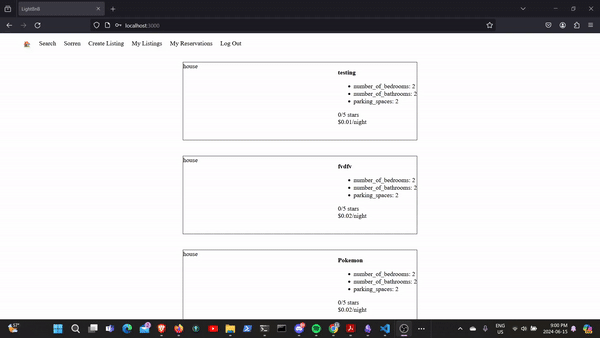 LightBnB
localhost:3000
Search Sorren Create Listing My Listings My Reservations Log Out
house
testing
number_of_bedrooms: 2
number_of_bathrooms: 2
parking_spaces: 2
0/5 stars
$0.01/night
house
fvdfv
number_of_bedrooms: 2
number_of_bathrooms: 2
parking_spaces: 2
0/5 stars
$0.02/night
house
Pokemon
number_of_bedrooms: 2
number_of_bathrooms: 2
parking_spaces: 2
0/5 stars
$0.02/night
ENG
US
9:00 PM
2024-06-15